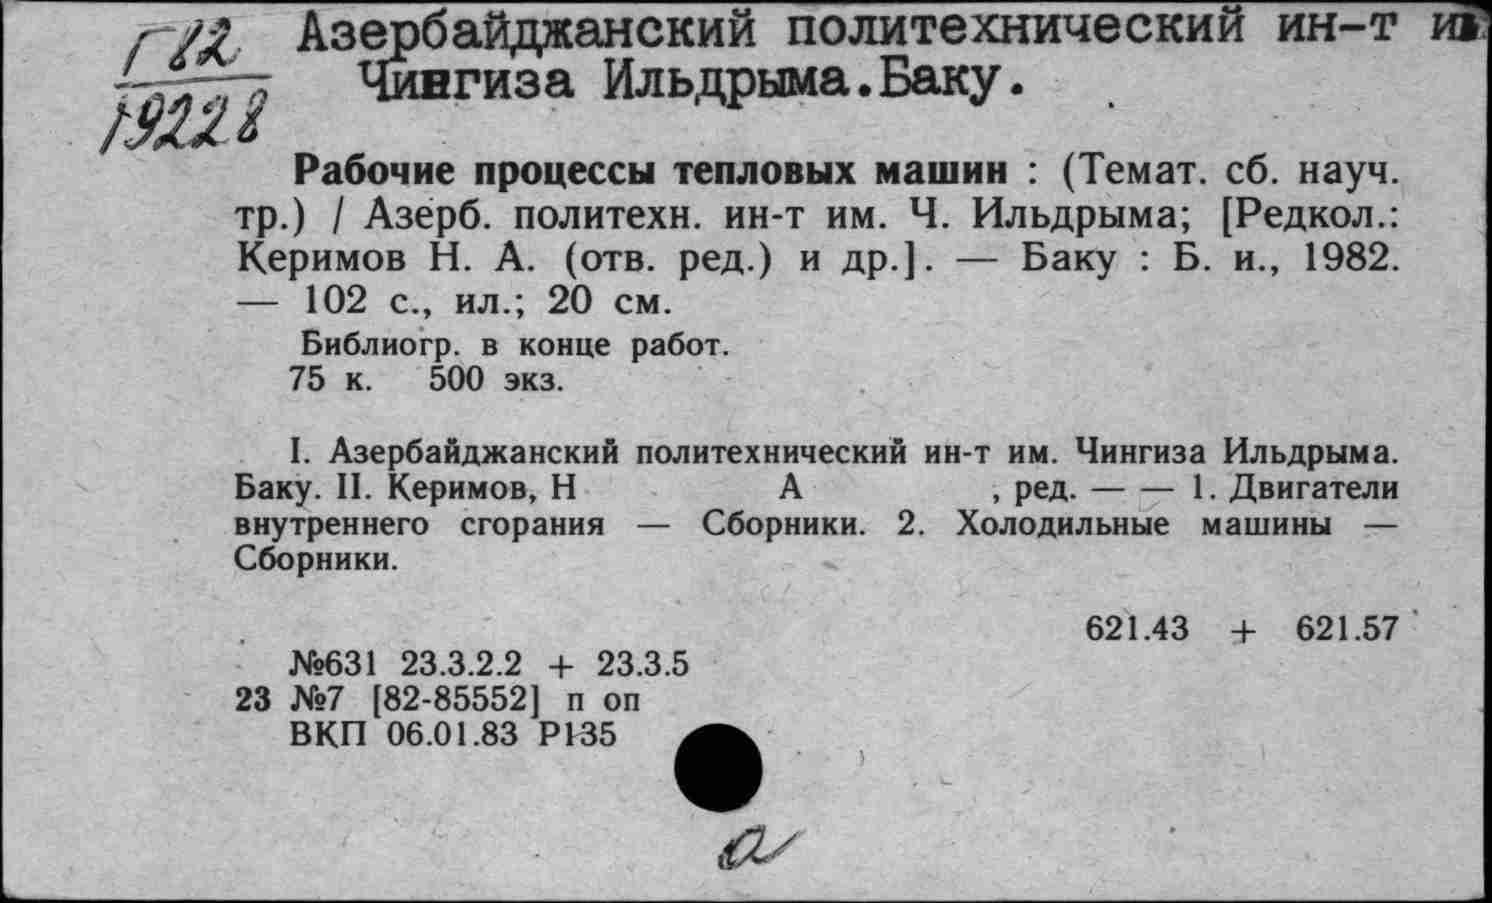 Г82 Азербайджанский политехнический ин-т
19228 Чингиза Ильдрыма.Баку.
Рабочие процессы тепловых машин : (Темат. сб. науч.
тр.) / Азерб. политехн. ин-т им. Ч. Ильдрыма; [Редкол.:
Керимов Н. А. (отв. ред.) и др.]. — Баку : Б. и., 1982.
— 102 с., ил.; 20 см.
Библиогр. в конце работ.
75 к. 500 экз.
I. Азербайджанский политехнический ин-т им. Чингиза Ильдрыма.
Баку. II. Керимов, Н А , ред. — — 1. Двигатели
внутреннего сгорания — Сборники. 2. Холодильные машины —
Сборники.
621.43 + 621.57
№631 23.3.2.2 + 23.3.5
23 №7 [82-85552] п оп
ВКП 06.01.83 Р135
а